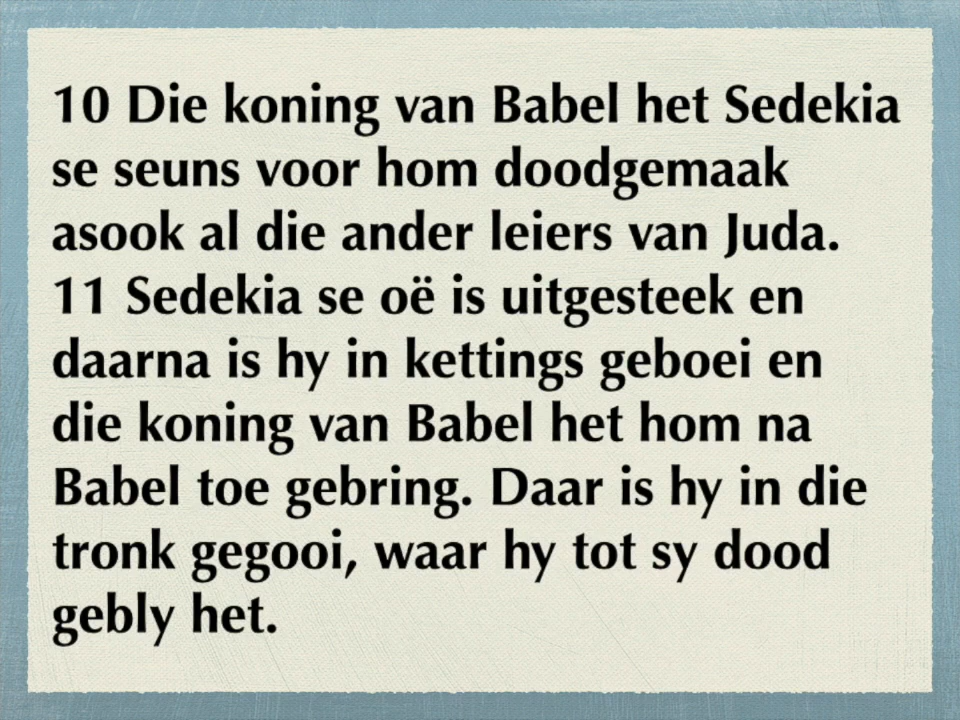 10 Die koning van Babel het Sedekia
se seuns voor hom doodgemaak
asook al die ander leiers van Juda.
11 Sedekia se oë is uitgesteek en
daarna is hy in kettings geboei en
die koning van Babel het hom na
Babel toe gebring. Daar is hy in die
tronk gegooi, waar hy tot sy dood
gebly het.